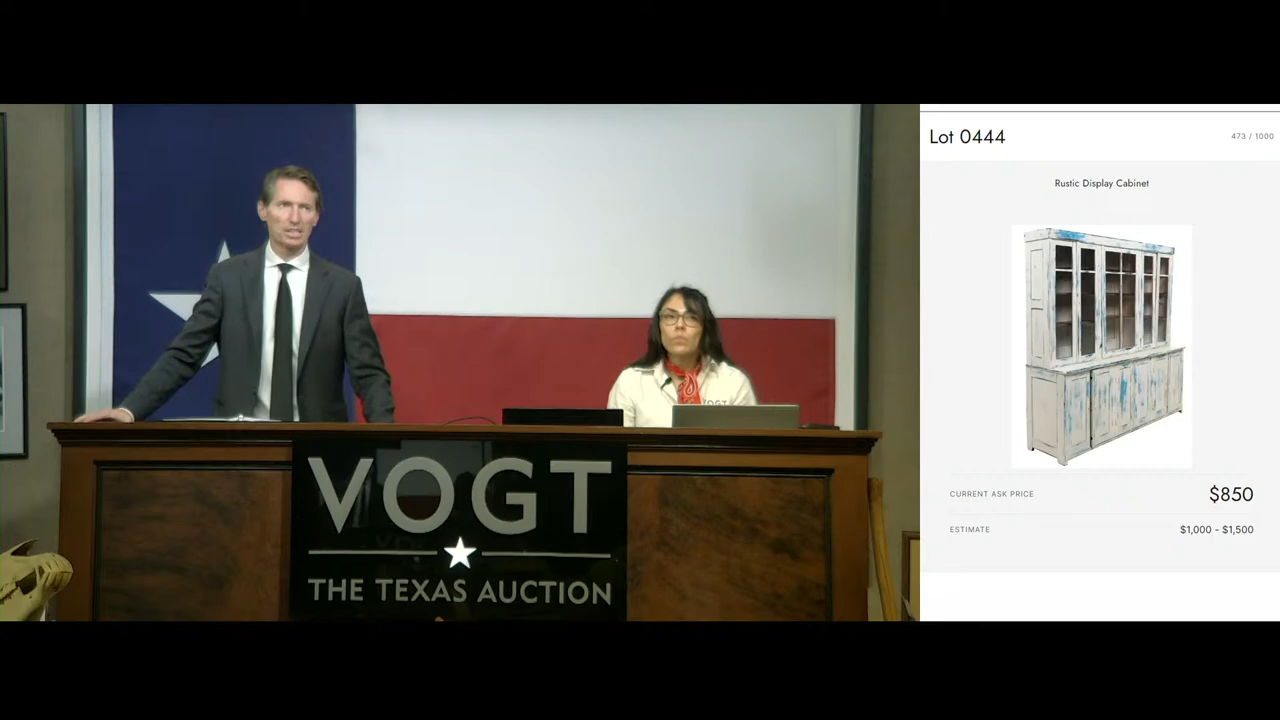 VOGT
THE TEXAS AUCTION
VOGT
Lot 0444
473 / 1000
Rustic Display Cabinet
CURRENT ASK PRICE
$850
ESTIMATE
$1,000 - $1,500